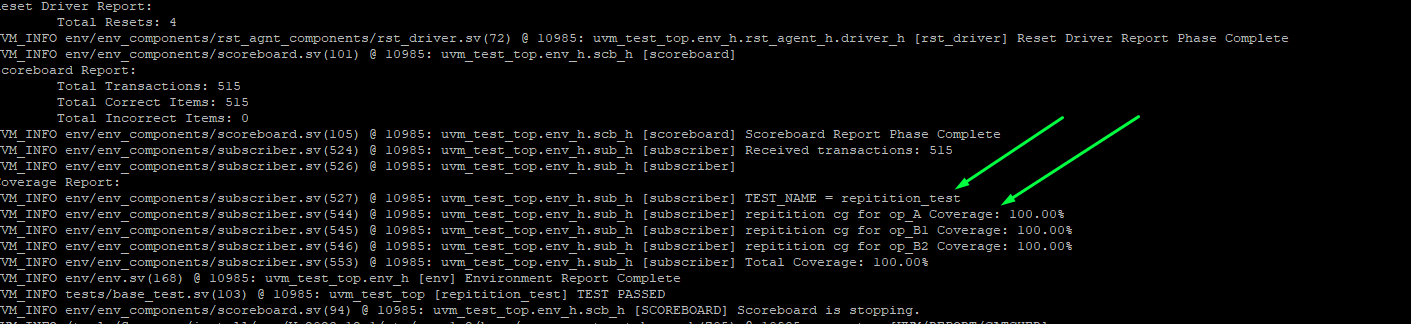 eset Driver Report:
Total Resets: 4
VM_INFO env/env_components/rst_agnt_components/rst_driver.sv(72) @ 10985: uvm_test_top.env_h.rst_agent_h.driver_h [rst_driver] Reset Driver Report Phase Complete
VM_INFO env/env_components/scoreboard.sv(101) @ 10985: uvm_test_top.env_h.scb_h [scoreboard]
coreboard Report:
Total Transactions: 515
Total Correct Items: 515
Total Incorrect Items: 0
VM_INFO env/env_components/scoreboard.sv(105) @ 10985: uvm_test_top.env_h.scb_h [scoreboard] Scoreboard Report Phase Complete
VM_INFO env/env_components/subscriber.sv(524) @ 10985: uvm_test_top.env_h.sub_h [subscriber] Received transactions: 515
VM_INFO env/env_components/subscriber.sv(526) @ 10985: uvm_test_top.env_h.sub_h [subscriber]
overage Report:
VM_INFO env/env_components/subscriber.sv(527) @ 10985: uvm_test_top.env_h.sub_h [subscriber] TEST_NAME = repitition_test
VM_INFO env/env_components/subscriber.sv(544) @ 10985: uvm_test_top.env_h.sub_h [subscriber] repitition cg for op_A Coverage: 100.00%
VM_INFO env/env_components/subscriber.sv(545) @ 10985: uvm_test_top.env_h.sub_h [subscriber] repitition cg for op_B1 Coverage: 100.00%
VM_INFO env/env_components/subscriber.sv(546) @ 10985: uvm_test_top.env_h.sub_h [subscriber] repitition cg for op_B2 Coverage: 100.00%
VM_INFO env/env_components/subscriber.sv(553) @ 10985: uvm_test_top.env_h.sub_h [subscriber] Total Coverage: 100.00%
VM_INFO env/env.sv(168) @ 10985: uvm_test_top.env_h [env] Environment Report Complete
VM_INFO tests/base_test.sv(103) @ 10985: uvm_test_top [repitition_test] TEST PASSED
VM_INFO env/env_components/scoreboard.sv(94) @ 10985: uvm_test_top.env_h.scb_h [SCOREBOARD] Scoreboard is stopping.